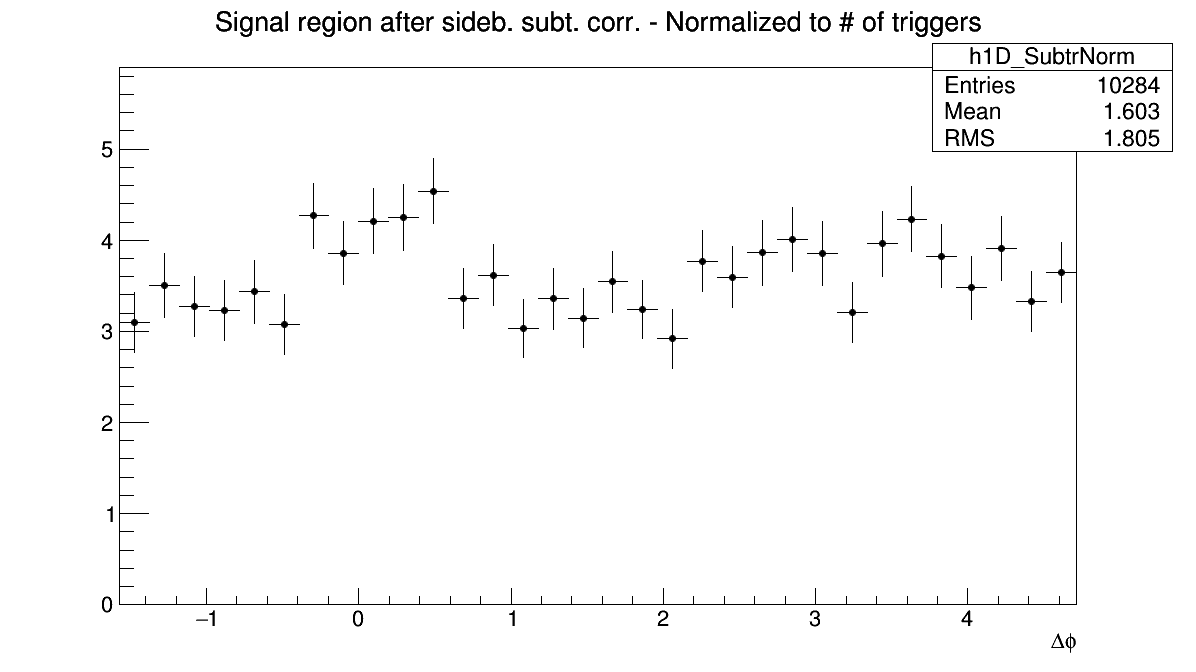 Signal region after sideb. subt. corr. - Normalized to # of triggers
h1D_SubtrNorm
Entries 10284
Mean 1.603
RMS 1.805
5
4
3
2
1
0
−1 0 1 2 3 4
Δϕ